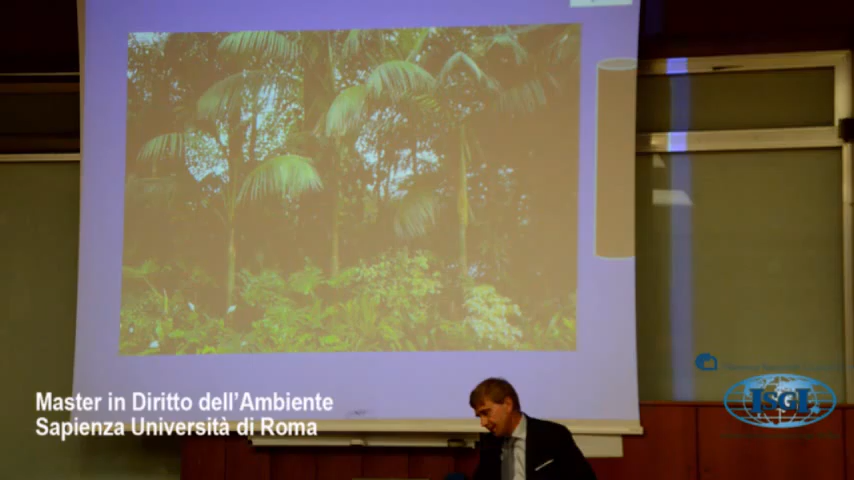 Master in Diritto dell'Ambiente
Sapienza Università di Roma
ISGI